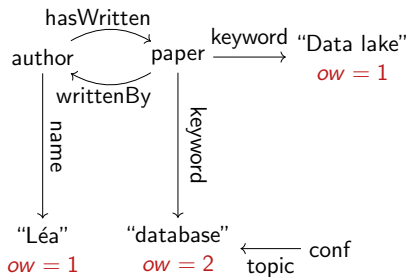 hasWritten
author
paper
keyword
“Data lake”
ow = 1
writtenBy
name
keyword
“Léa”
ow = 1
“database”
ow = 2
conf
topic